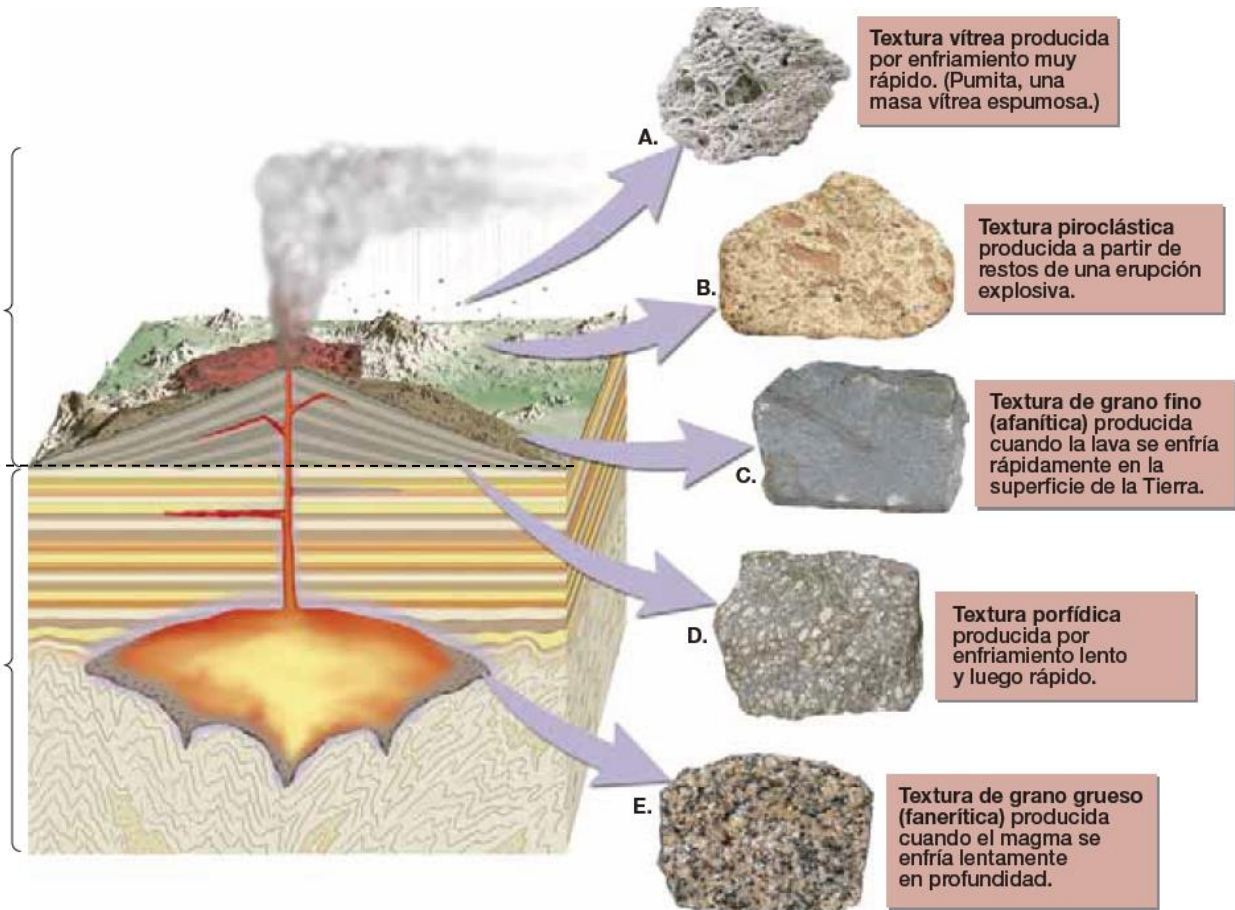 Textura vítrea producida
por enfriamiento muy
rápido. (Pumita, una
masa vítrea espumosa.)
A.
Textura piroclástica
producida a partir de
restos de una erupción
explosiva.
B.
Textura de grano fino
(afanítica) producida
cuando la lava se enfría
rápidamente en la
superficie de la Tierra.
C.
Textura porfídica
producida por
enfriamiento lento
y luego rápido.
D.
Textura de grano grueso
(fanerítica) producida
cuando el magma se
enfría lentamente
en profundidad.
E.